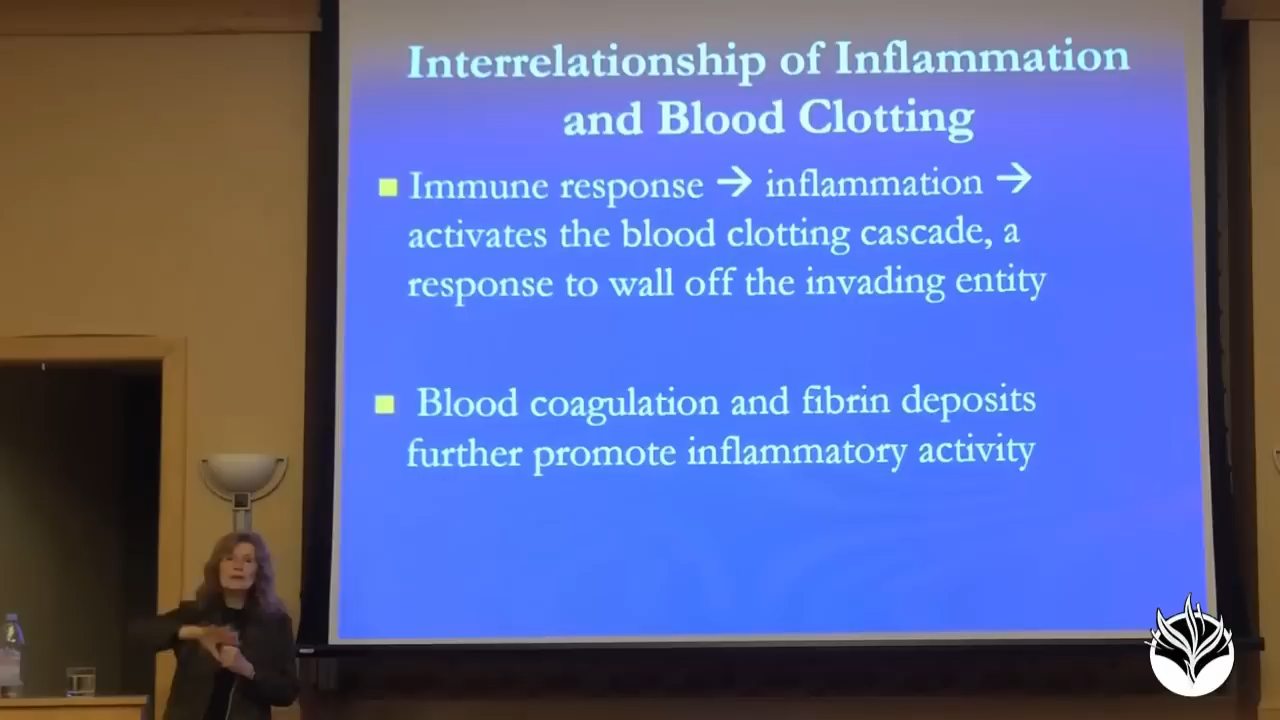 Interrelationship of Inflammation
and Blood Clotting
Immune response → inflammation →
activates the blood clotting cascade, a
response to wall off the invading entity
Blood coagulation and fibrin deposits
further promote inflammatory activity